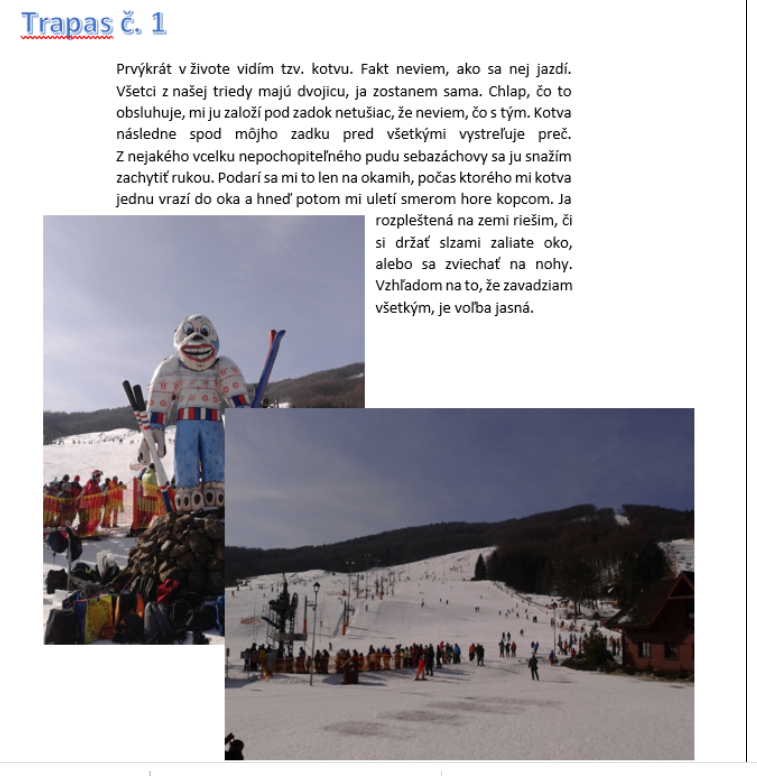 Trapas č. 1
Prvýkrát v živote vidím tzv. kotvu. Fakt neviem, ako sa nej jazdí.
Všetci z našej triedy majú dvojicu, ja zostanem sama. Chlap, čo to
obsluhuje, mi ju založí pod zadok netušiac, že neviem, čo s tým. Kotva
následne spod môjho zadku pred všetkými vystreľuje preč.
Z nejakého vcelku nepochopiteľného pudu sebazáchovy sa ju snažím
zachytiť rukou. Podarí sa mi to len na okamih, počas ktorého mi kotva
jednu vrazí do oka a hneď potom mi uletí smerom hore kopcom. Ja
rozpleštená na zemi riešim, či
si držať slzami zaliate oko,
alebo sa zviechať na nohy.
Vzhľadom na to, že zavadziam
všetkým, je voľba jasná.